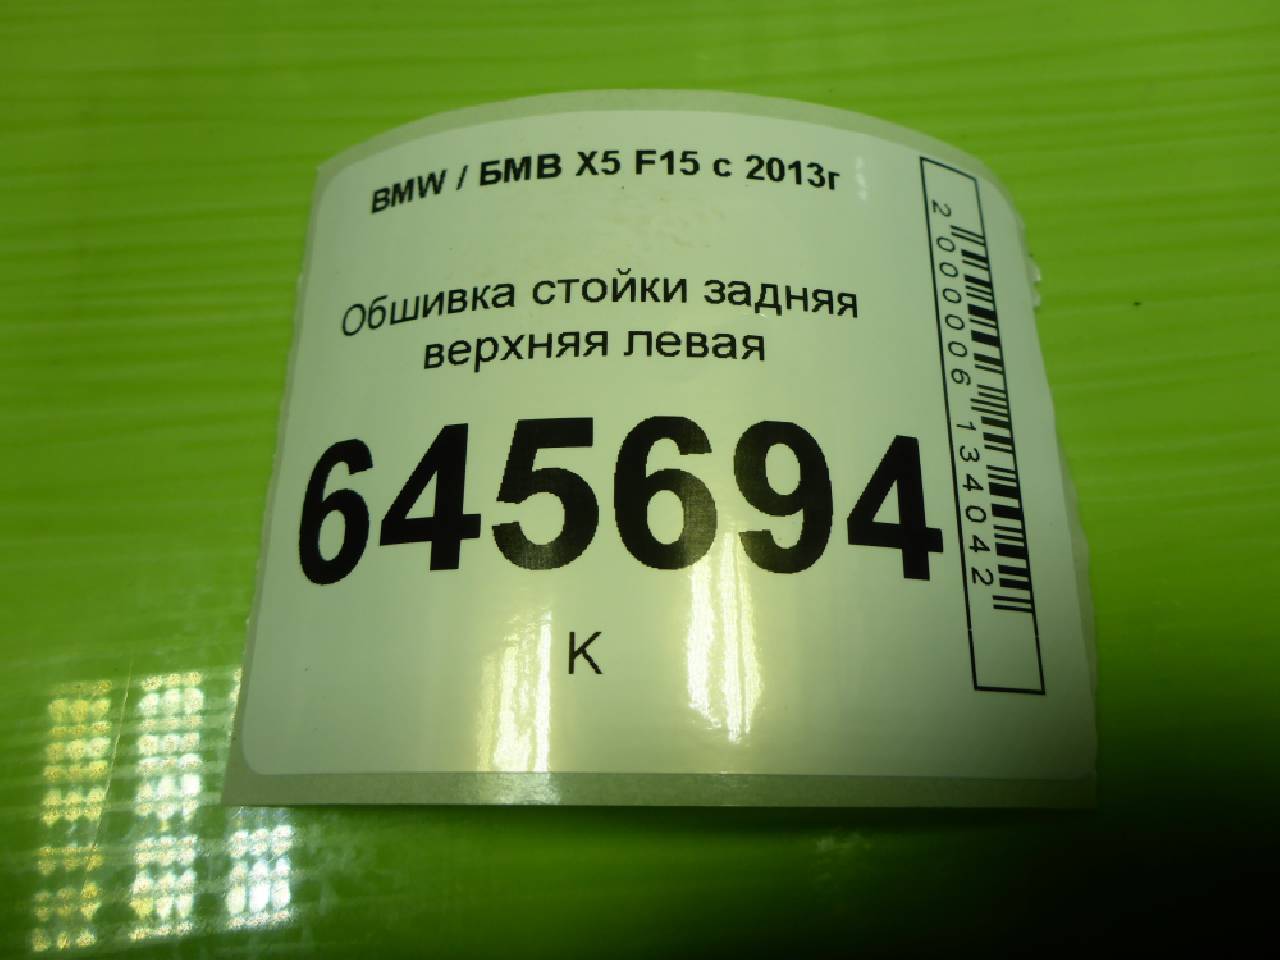 BMW / БМВ X5 F15 с 2013г
Обшивка стойки задняя
верхняя левая
645694
К
2000006134042